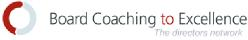 Board Coaching to Excellence
The directors network